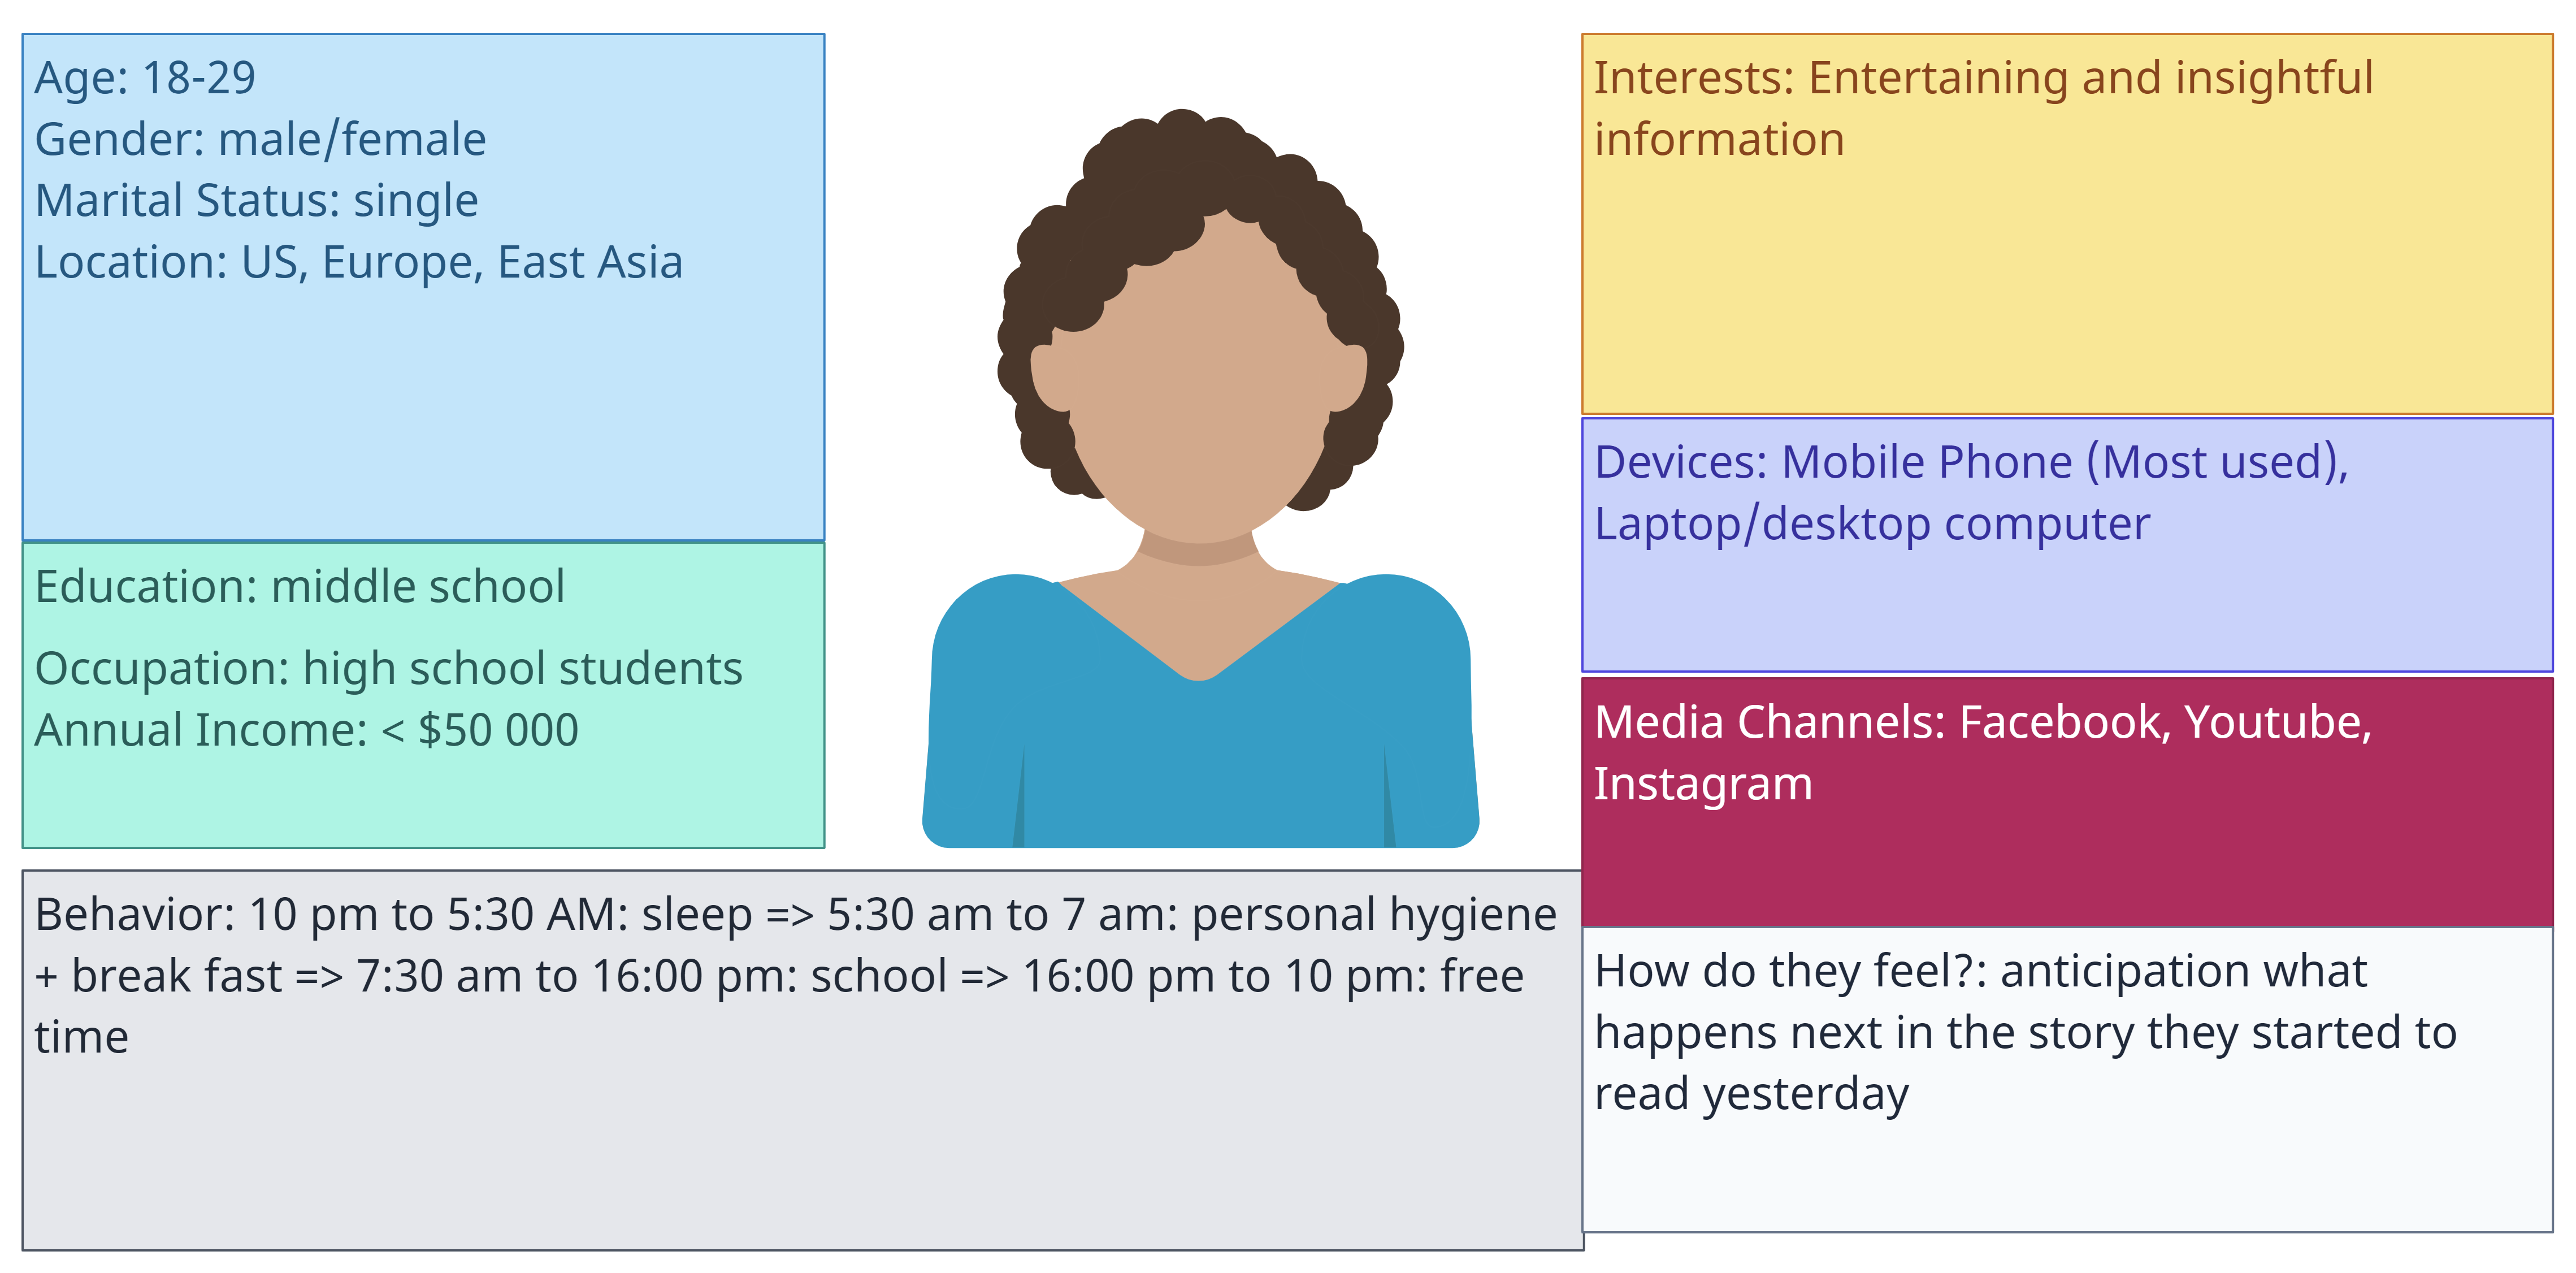 Age: 18-29
Gender: male/female
Marital Status: single
Location: US, Europe, East Asia
Education: middle school
Occupation: high school students
Annual Income: < $50 000
Behavior: 10 pm to 5:30 AM: sleep => 5:30 am to 7 am: personal hygiene
+ break fast => 7:30 am to 16:00 pm: school => 16:00 pm to 10 pm: free
time
Interests: Entertaining and insightful
information
Devices: Mobile Phone (Most used),
Laptop/desktop computer
Media Channels: Facebook, Youtube,
Instagram
How do they feel?: anticipation what
happens next in the story they started to
read yesterday